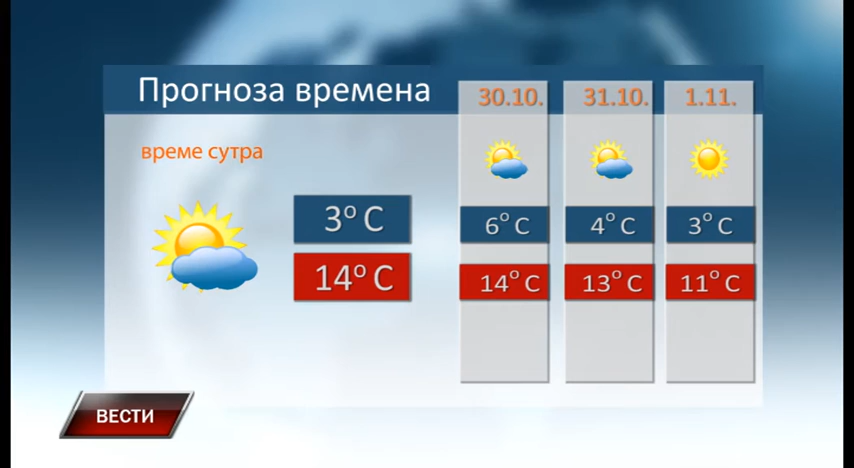 Прогноза времена
време сутра
3° C
14° C
30.10. 31.10. 1.11.
6° C 4° C 3° C
14° C 13° C 11° C
ВЕСТИ